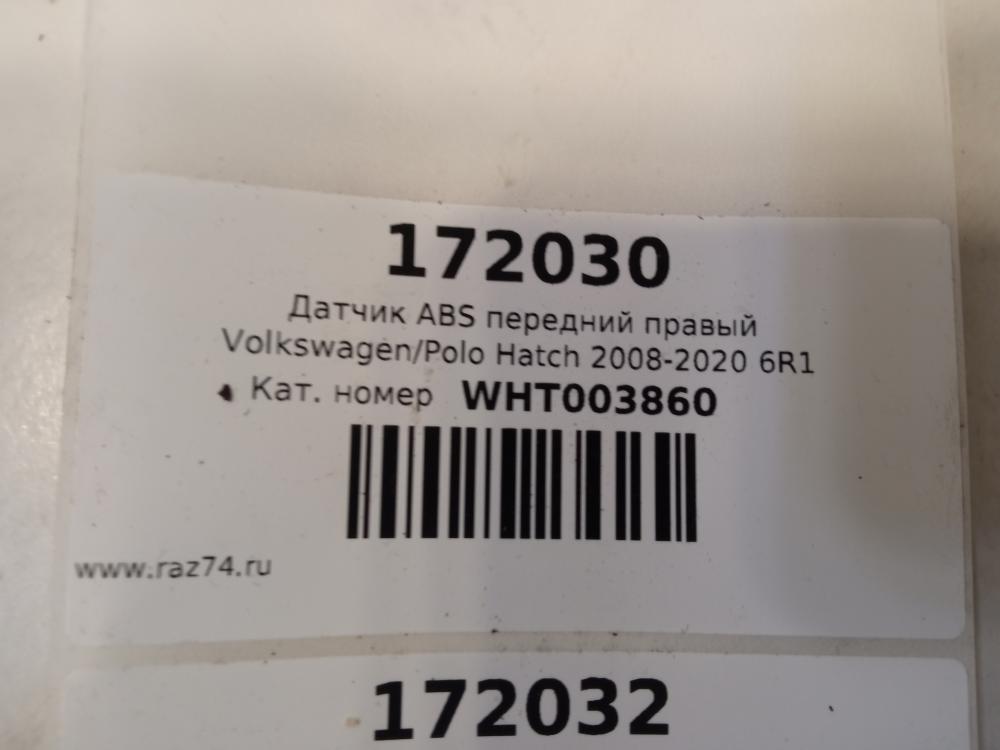 172030
Датчик ABS передний правый
Volkswagen/Polo Hatch 2008-2020 6R1
Кат. номер WHT003860
www.raz74.ru
172032